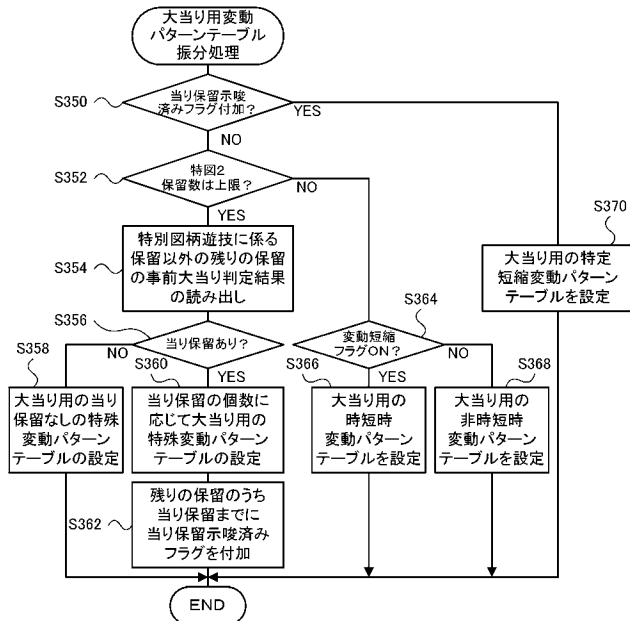 大当り用変動
パターンテーブル
振分処理
S350
当り保留示唆
済みフラグ付加?
YES
NO
S352
特図2
保留数は上限?
NO
YES
S354
特別図柄遊技に係る
保留以外の残りの保留
の事前大当り判定結果
の読み出し
S370
大当り用の特定
短縮変動パターン
テーブルを設定
S356
当り保留あり?
NO
YES
S364
変動短縮
フラグON?
YES
NO
S358
大当り用の当り
保留なしの特殊
変動パターン
テーブルの設定
S360
当り保留の個数に
応じて大当り用の
特殊変動パターン
テーブルの設定
S366
大当り用の
時短時
変動パターン
テーブルを設定
S368
大当り用の
非時短時
変動パターン
テーブルを設定
S362
残りの保留のうち
当り保留までに
当り保留示唆済み
フラグを付加
END